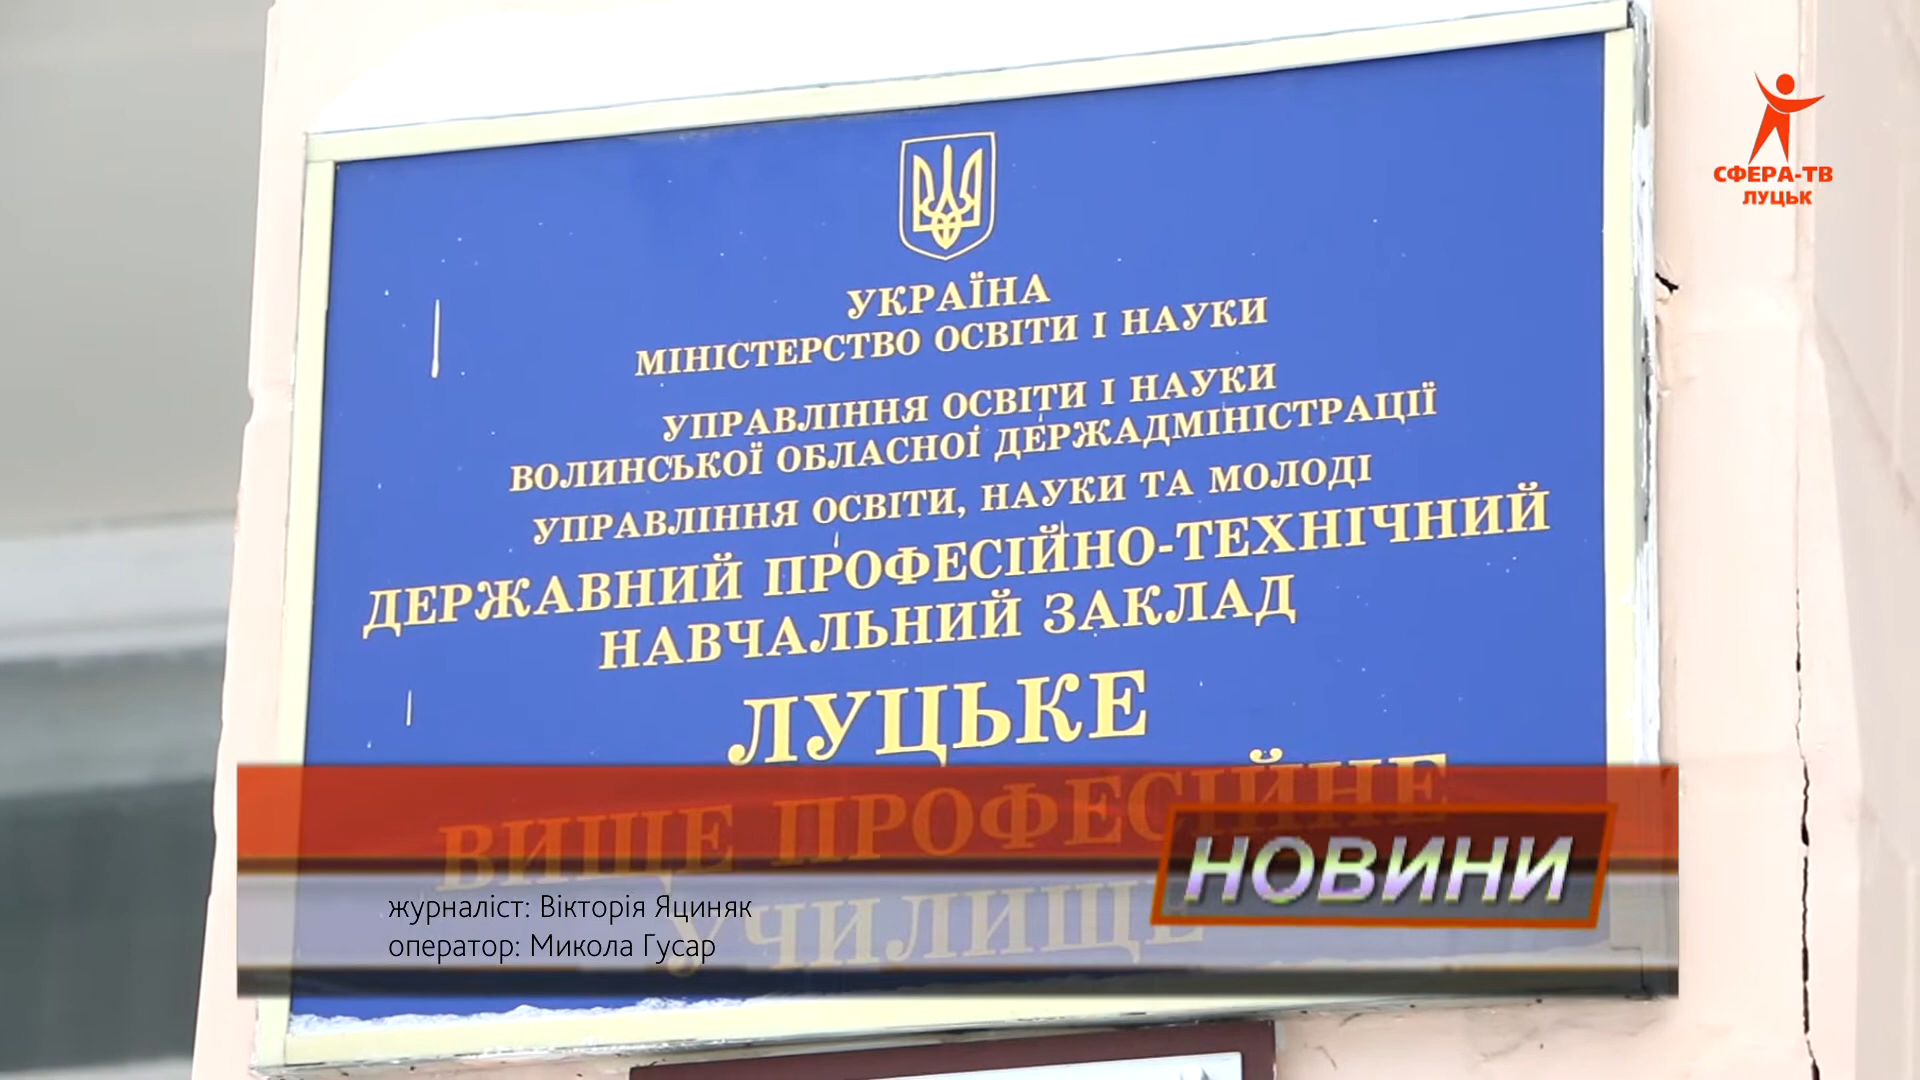 СФЕРА-ТВ
ЛУЦЬК
УКРАЇНА
МІНІСТЕРСТВО ОСВІТИ І НАУКИ
УПРАВЛІННЯ ОСВІТИ І НАУКИ
ВОЛИНСЬКОЇ ОБЛАСНОЇ ДЕРЖАДМІНІСТРАЦІЇ
УПРАВЛІННЯ ОСВІТИ, НАУКИ ТА МОЛОДІ
ДЕРЖАВНИЙ ПРОФЕСІЙНО-ТЕХНІЧНИЙ
НАВЧАЛЬНИЙ ЗАКЛАД
ЛУЦЬКЕ
ВИЩЕ ПРОФЕСІЙНЕ
УЧИЛИЩЕ
НОВИНИ
журналіст: Вікторія Яциняк
оператор: Микола Гусар